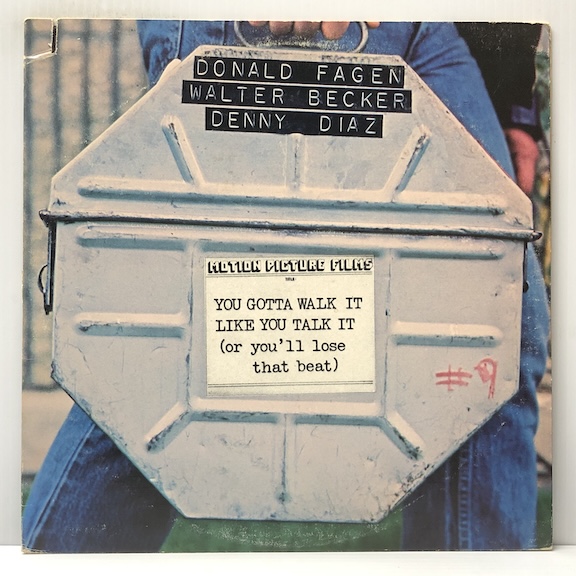 DONALD FAGEN
WALTER BECKER
DENNY DIAZ
MOTION PICTURE FILMS
TITLE
YOU GOTTA WALK IT
LIKE YOU TALK IT
(or you'll lose
that beat)
#9